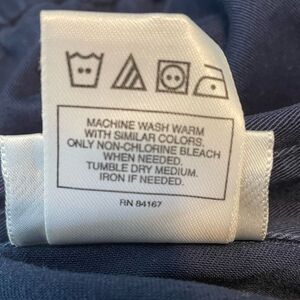 MACHINE WASH WARM
WITH SIMILAR COLORS.
ONLY NON-CHLORINE BLEACH
WHEN NEEDED.
TUMBLE DRY MEDIUM.
IRON IF NEEDED.
RN 84167